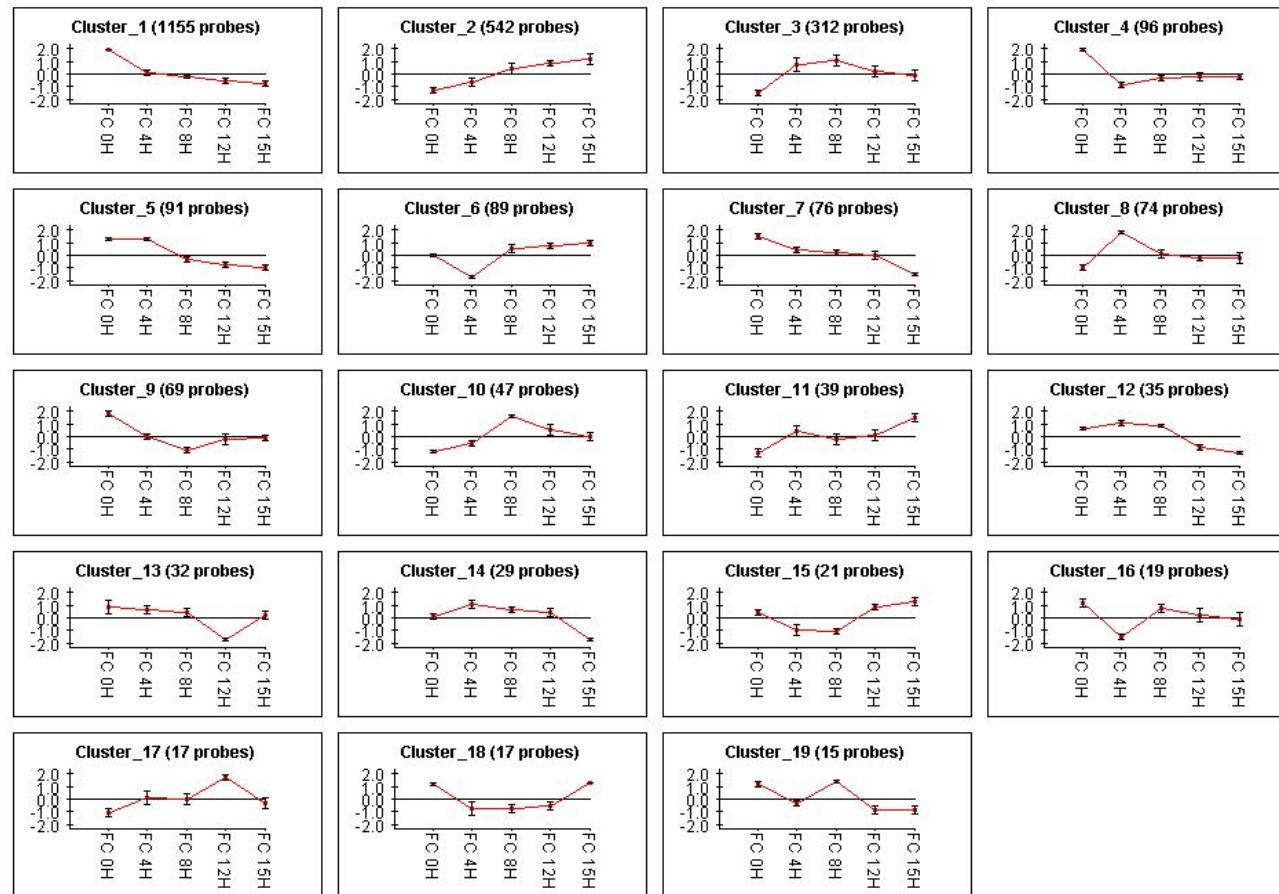 Cluster_1 (1155 probes)
2.0
1.0
0.0
-1.0
-2.0
FC 0H
FC 4H
FC 8H
FC 12H
FC 15H
Cluster_2 (542 probes)
2.0
1.0
0.0
-1.0
-2.0
FC 0H
FC 4H
FC 8H
FC 12H
FC 15H
Cluster_3 (312 probes)
2.0
1.0
0.0
-1.0
-2.0
FC 0H
FC 4H
FC 8H
FC 12H
FC 15H
Cluster_4 (96 probes)
2.0
1.0
0.0
-1.0
-2.0
FC 0H
FC 4H
FC 8H
FC 12H
FC 15H
Cluster_5 (91 probes)
2.0
1.0
0.0
-1.0
-2.0
FC 0H
FC 4H
FC 8H
FC 12H
FC 15H
Cluster_6 (89 probes)
2.0
1.0
0.0
-1.0
-2.0
FC 0H
FC 4H
FC 8H
FC 12H
FC 15H
Cluster_7 (76 probes)
2.0
1.0
0.0
-1.0
-2.0
FC 0H
FC 4H
FC 8H
FC 12H
FC 15H
Cluster_8 (74 probes)
2.0
1.0
0.0
-1.0
-2.0
FC 0H
FC 4H
FC 8H
FC 12H
FC 15H
Cluster_9 (69 probes)
2.0
1.0
0.0
-1.0
-2.0
FC 0H
FC 4H
FC 8H
FC 12H
FC 15H
Cluster_10 (47 probes)
2.0
1.0
0.0
-1.0
-2.0
FC 0H
FC 4H
FC 8H
FC 12H
FC 15H
Cluster_11 (39 probes)
2.0
1.0
0.0
-1.0
-2.0
FC 0H
FC 4H
FC 8H
FC 12H
FC 15H
Cluster_12 (35 probes)
2.0
1.0
0.0
-1.0
-2.0
FC 0H
FC 4H
FC 8H
FC 12H
FC 15H
Cluster_13 (32 probes)
2.0
1.0
0.0
-1.0
-2.0
FC 0H
FC 4H
FC 8H
FC 12H
FC 15H
Cluster_14 (29 probes)
2.0
1.0
0.0
-1.0
-2.0
FC 0H
FC 4H
FC 8H
FC 12H
FC 15H
Cluster_15 (21 probes)
2.0
1.0
0.0
-1.0
-2.0
FC 0H
FC 4H
FC 8H
FC 12H
FC 15H
Cluster_16 (19 probes)
2.0
1.0
0.0
-1.0
-2.0
FC 0H
FC 4H
FC 8H
FC 12H
FC 15H
Cluster_17 (17 probes)
2.0
1.0
0.0
-1.0
-2.0
FC 0H
FC 4H
FC 8H
FC 12H
FC 15H
Cluster_18 (17 probes)
2.0
1.0
0.0
-1.0
-2.0
FC 0H
FC 4H
FC 8H
FC 12H
FC 15H
Cluster_19 (15 probes)
2.0
1.0
0.0
-1.0
-2.0
FC 0H
FC 4H
FC 8H
FC 12H
FC 15H